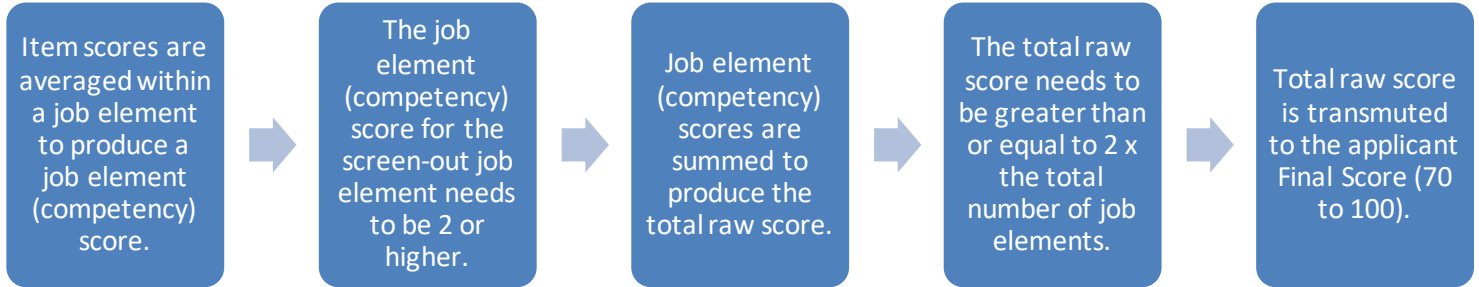 Item scores are
averaged within
a job element
to produce a
job element
(competency)
score.
The job
element
(competency)
score for the
screen-out job
element needs
to be 2 or
higher.
Job element
(competency)
scores are
summed to
produce the
total raw score.
The total raw
score needs to
be greater than
or equal to 2 x
the total
number of job
elements.
Total raw score
is transmuted
to the applicant
Final Score (70
to 100).